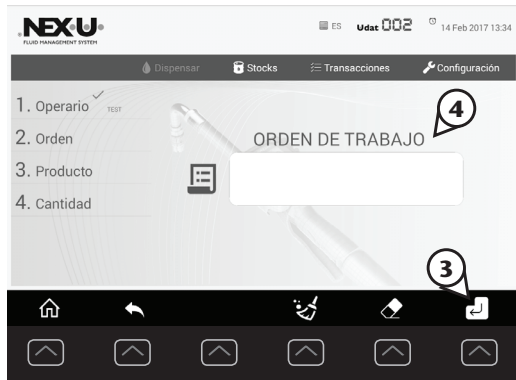 NEX·U·
FLUID MANAGEMENT SYSTEM
ES
Udat 002
14 Feb 2017 13:34
Dispensar
Stocks
Transacciones
Configuración
1. Operario TEST
2. Orden
3. Producto
4. Cantidad
4
ORDEN DE TRABAJO
3